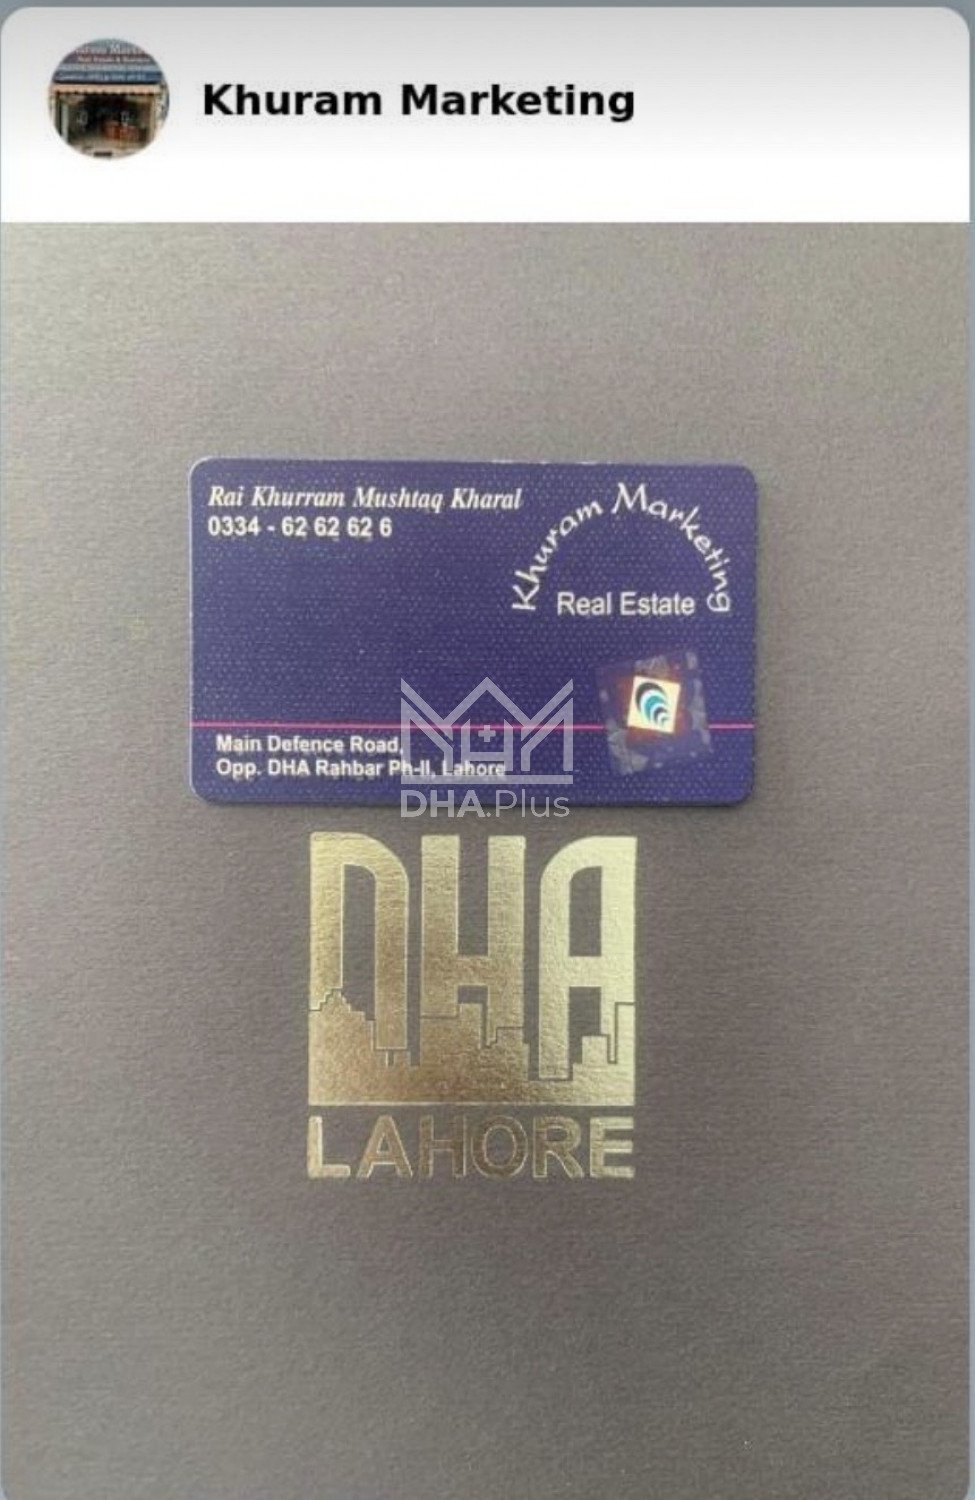 Khuram Marketing
Rai Khurram Mushtaq Kharal
0334 - 62 62 62 6
Khuram Marketing
Real Estate
Main Defence Road,
Opp. DHA Rahbar Ph-II, Lahore
DHA.Plus
DHA
LAHORE